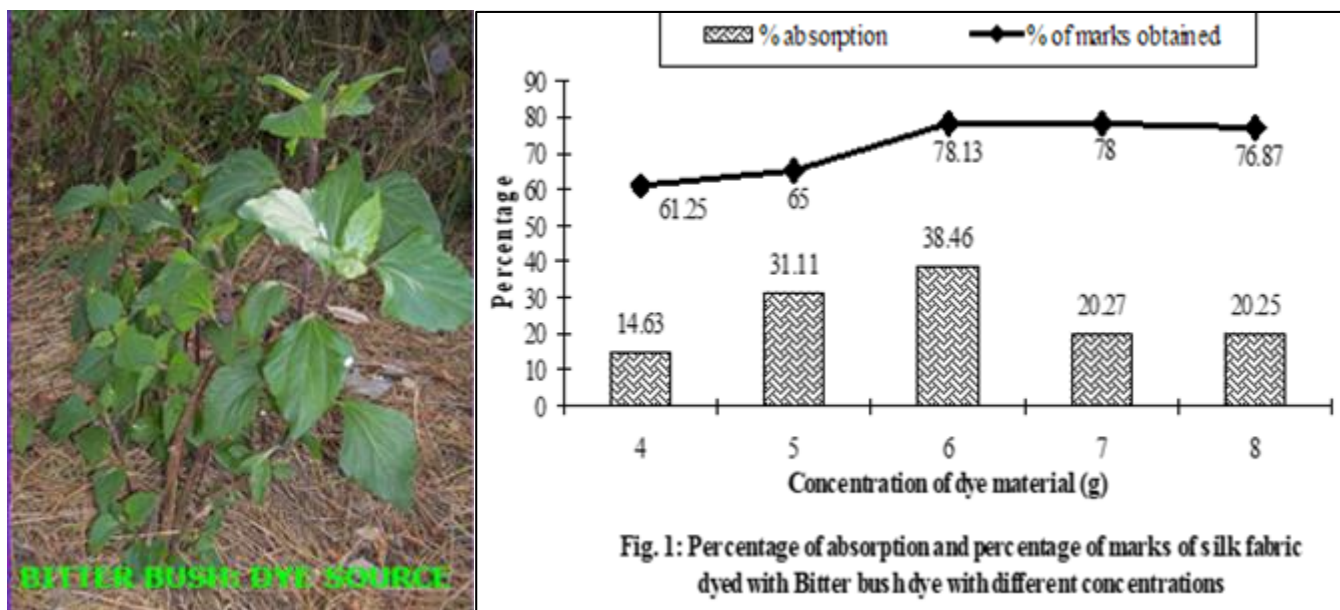 BITTER BUSH: DYE SOURCE
% absorption % of marks obtained
Percentage
90
80
70
60
50
40
30
20
10
0
61.25 65 78.13 78 76.87
14.63 31.11 38.46 20.27 20.25
4 5 6 7 8
Concentration of dye material (g)
Fig. 1: Percentage of absorption and percentage of marks of silk fabric
dyed with Bitter bush dye with different concentrations